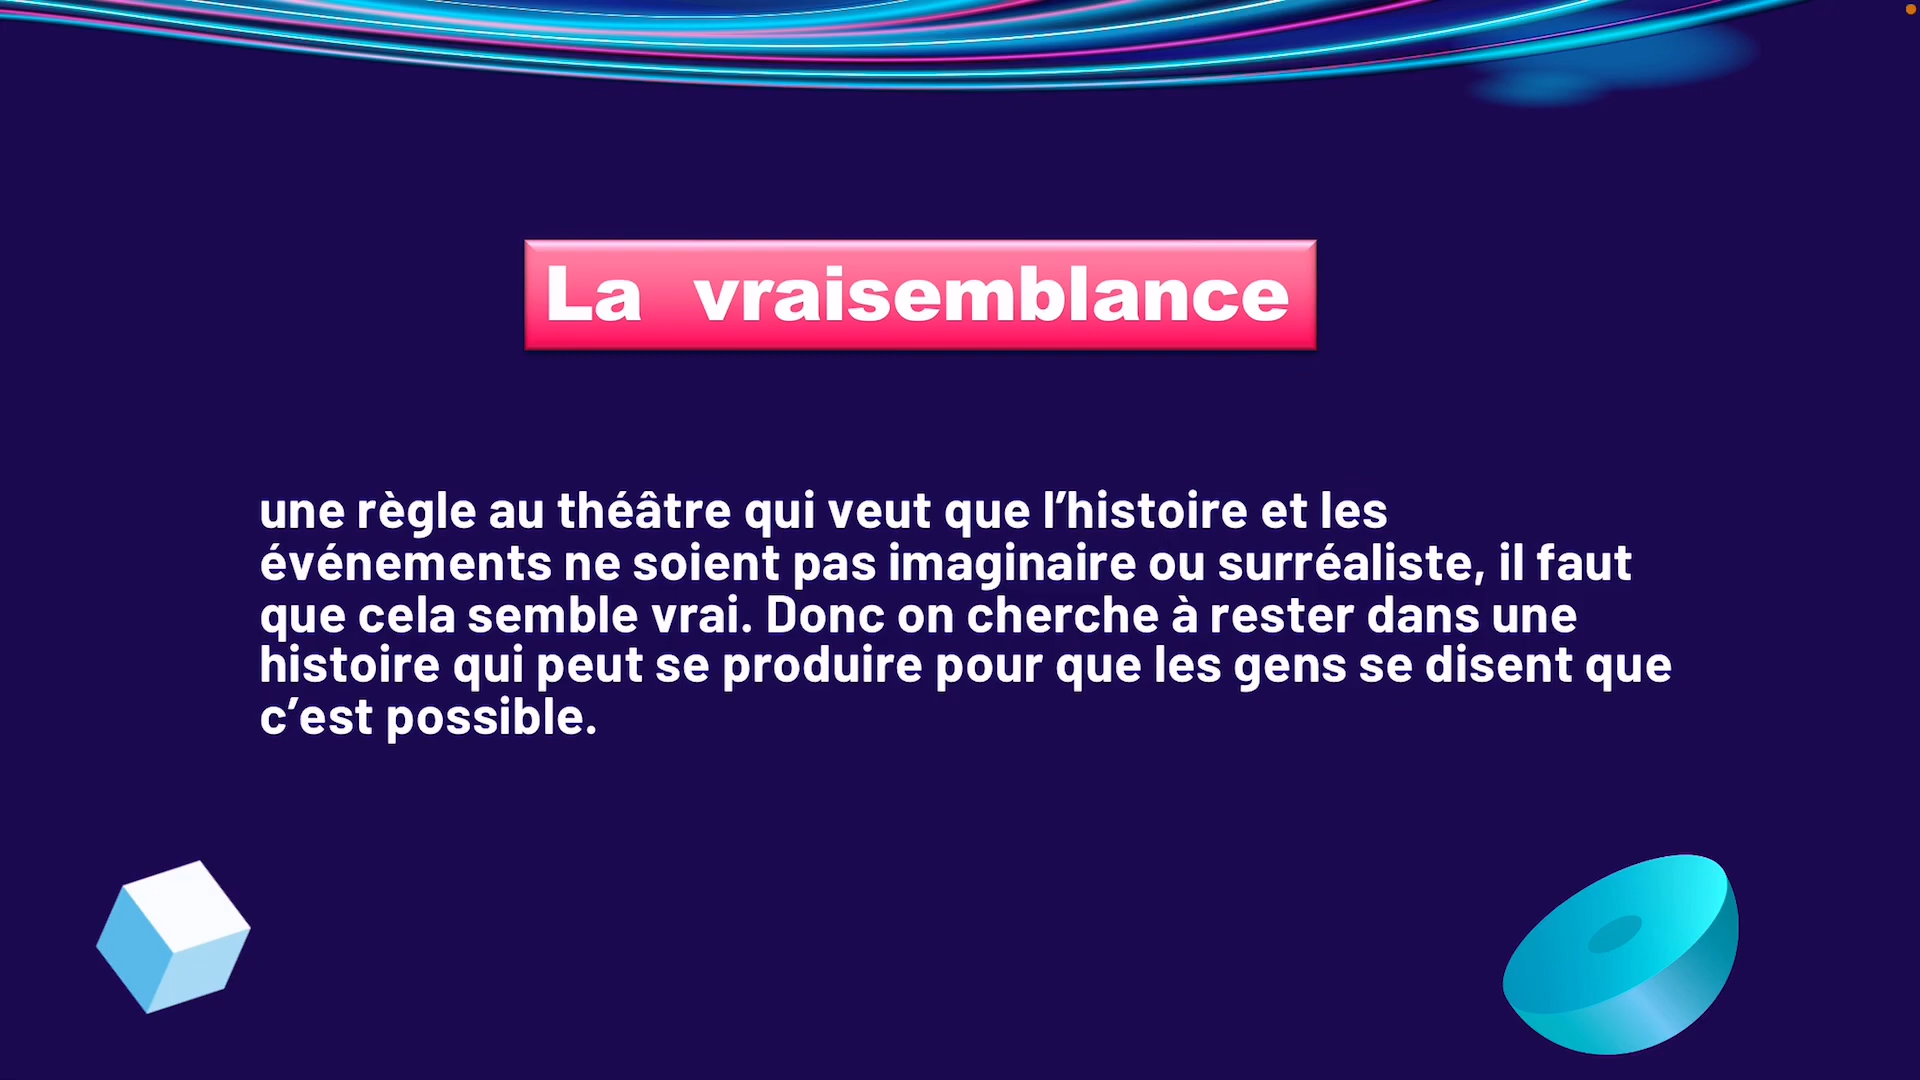 La vraisemblance
une règle au théâtre qui veut que l’histoire et les
événements ne soient pas imaginaire ou surréaliste, il faut
que cela semble vrai. Donc on cherche à rester dans une
histoire qui peut se produire pour que les gens se disent que
c’est possible.